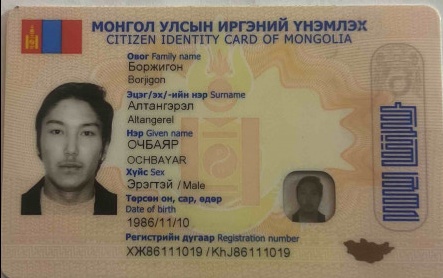 МОНГОЛ УЛСЫН ИРГЭНИЙ ҮНЭМЛЭХ
CITIZEN IDENTITY CARD OF MONGOLIA
Овог Family name
Боржигон
Borjigon
Эцэг/эх/-ийн нэр Surname
Алтангэрэл
Altangerel
Нэр Given name
ОЧБАЯР
OCHBAYAR
Хүйс Sex
Эрэгтэй / Male
Төрсөн он, сар, өдөр
Date of birth
1986/11/10
Регистрийн дугаар Registration number
ХЖ86111019 / KhJ86111019